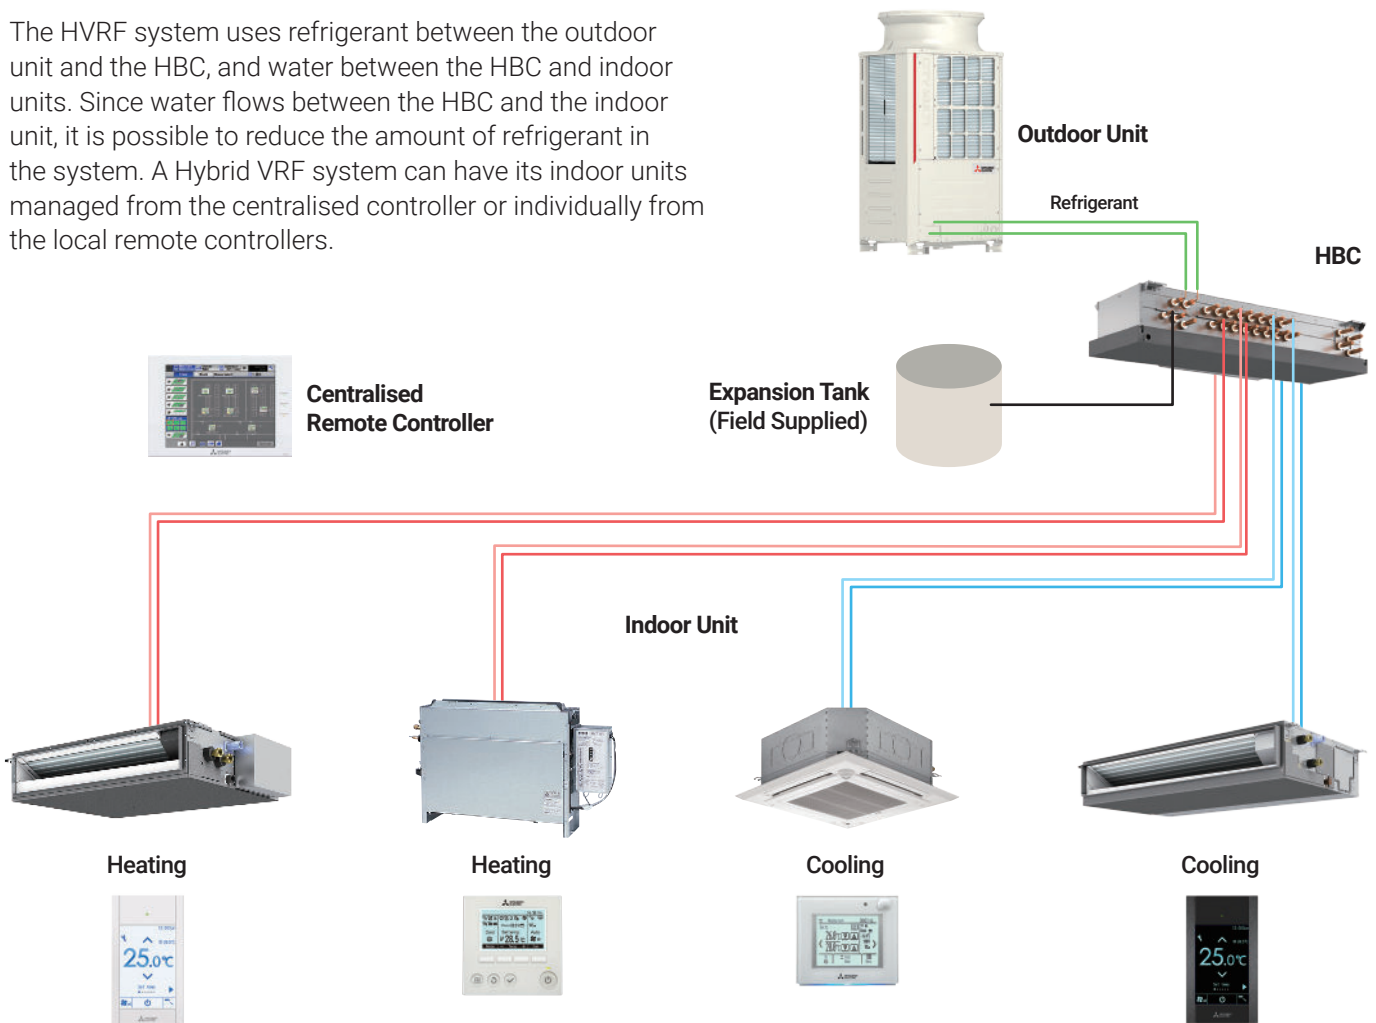 The HVRF system uses refrigerant between the outdoor
unit and the HBC, and water between the HBC and indoor
units. Since water flows between the HBC and the indoor
unit, it is possible to reduce the amount of refrigerant in
the system. A Hybrid VRF system can have its indoor units
managed from the centralised controller or individually from
the local remote controllers.
Outdoor Unit
Refrigerant
HBC
Centralised
Remote Controller
Expansion Tank
(Field Supplied)
Indoor Unit
Heating
Heating
Cooling
Cooling
25.0℃
28.5℃
25.0℃